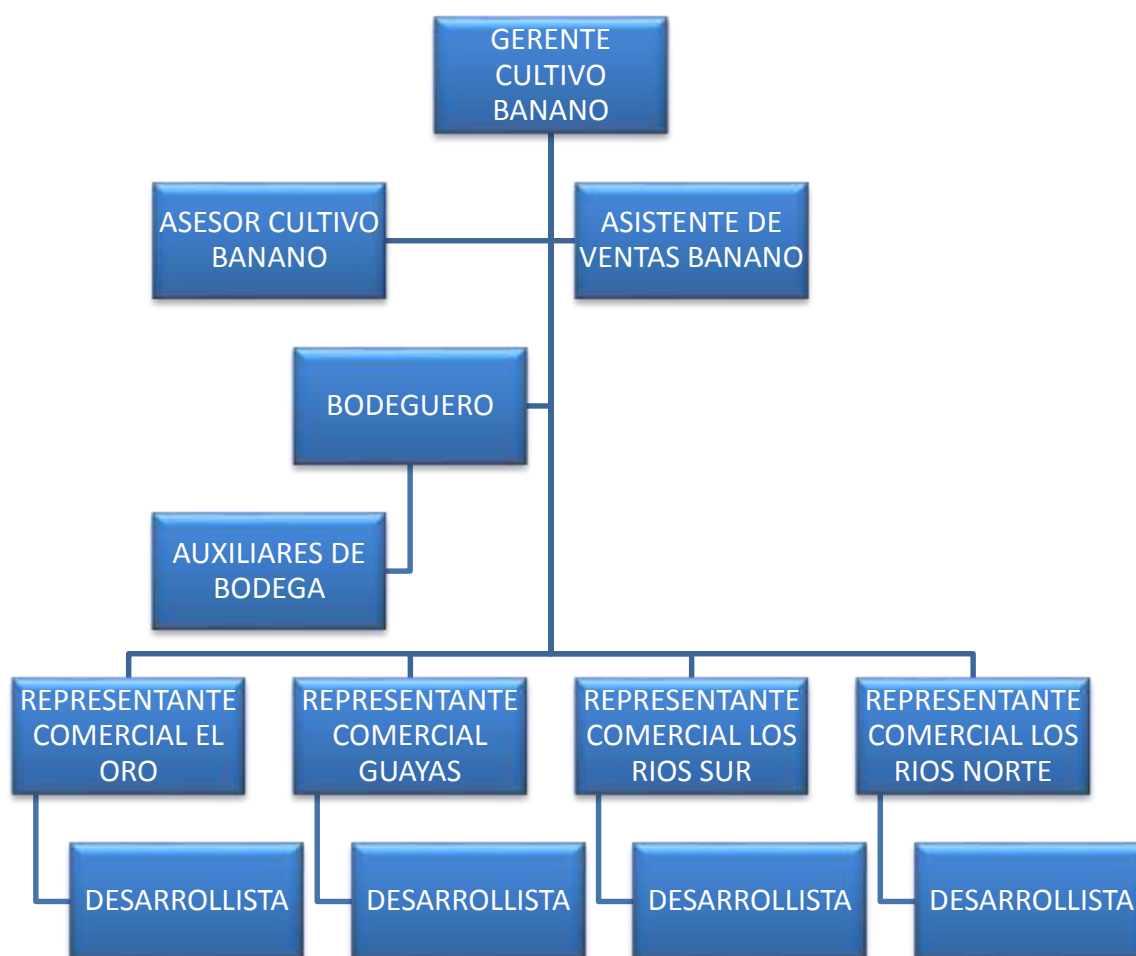 GERENTE
CULTIVO
BANANO
ASESOR CULTIVO
BANANO
ASISTENTE DE
VENTAS BANANO
BODEGUERO
AUXILIARES DE
BODEGA
REPRESENTANTE
COMERCIAL EL
ORO
REPRESENTANTE
COMERCIAL
GUAYAS
REPRESENTANTE
COMERCIAL LOS
RIOS SUR
REPRESENTANTE
COMERCIAL LOS
RIOS NORTE
DESARROLLISTA
DESARROLLISTA
DESARROLLISTA
DESARROLLISTA